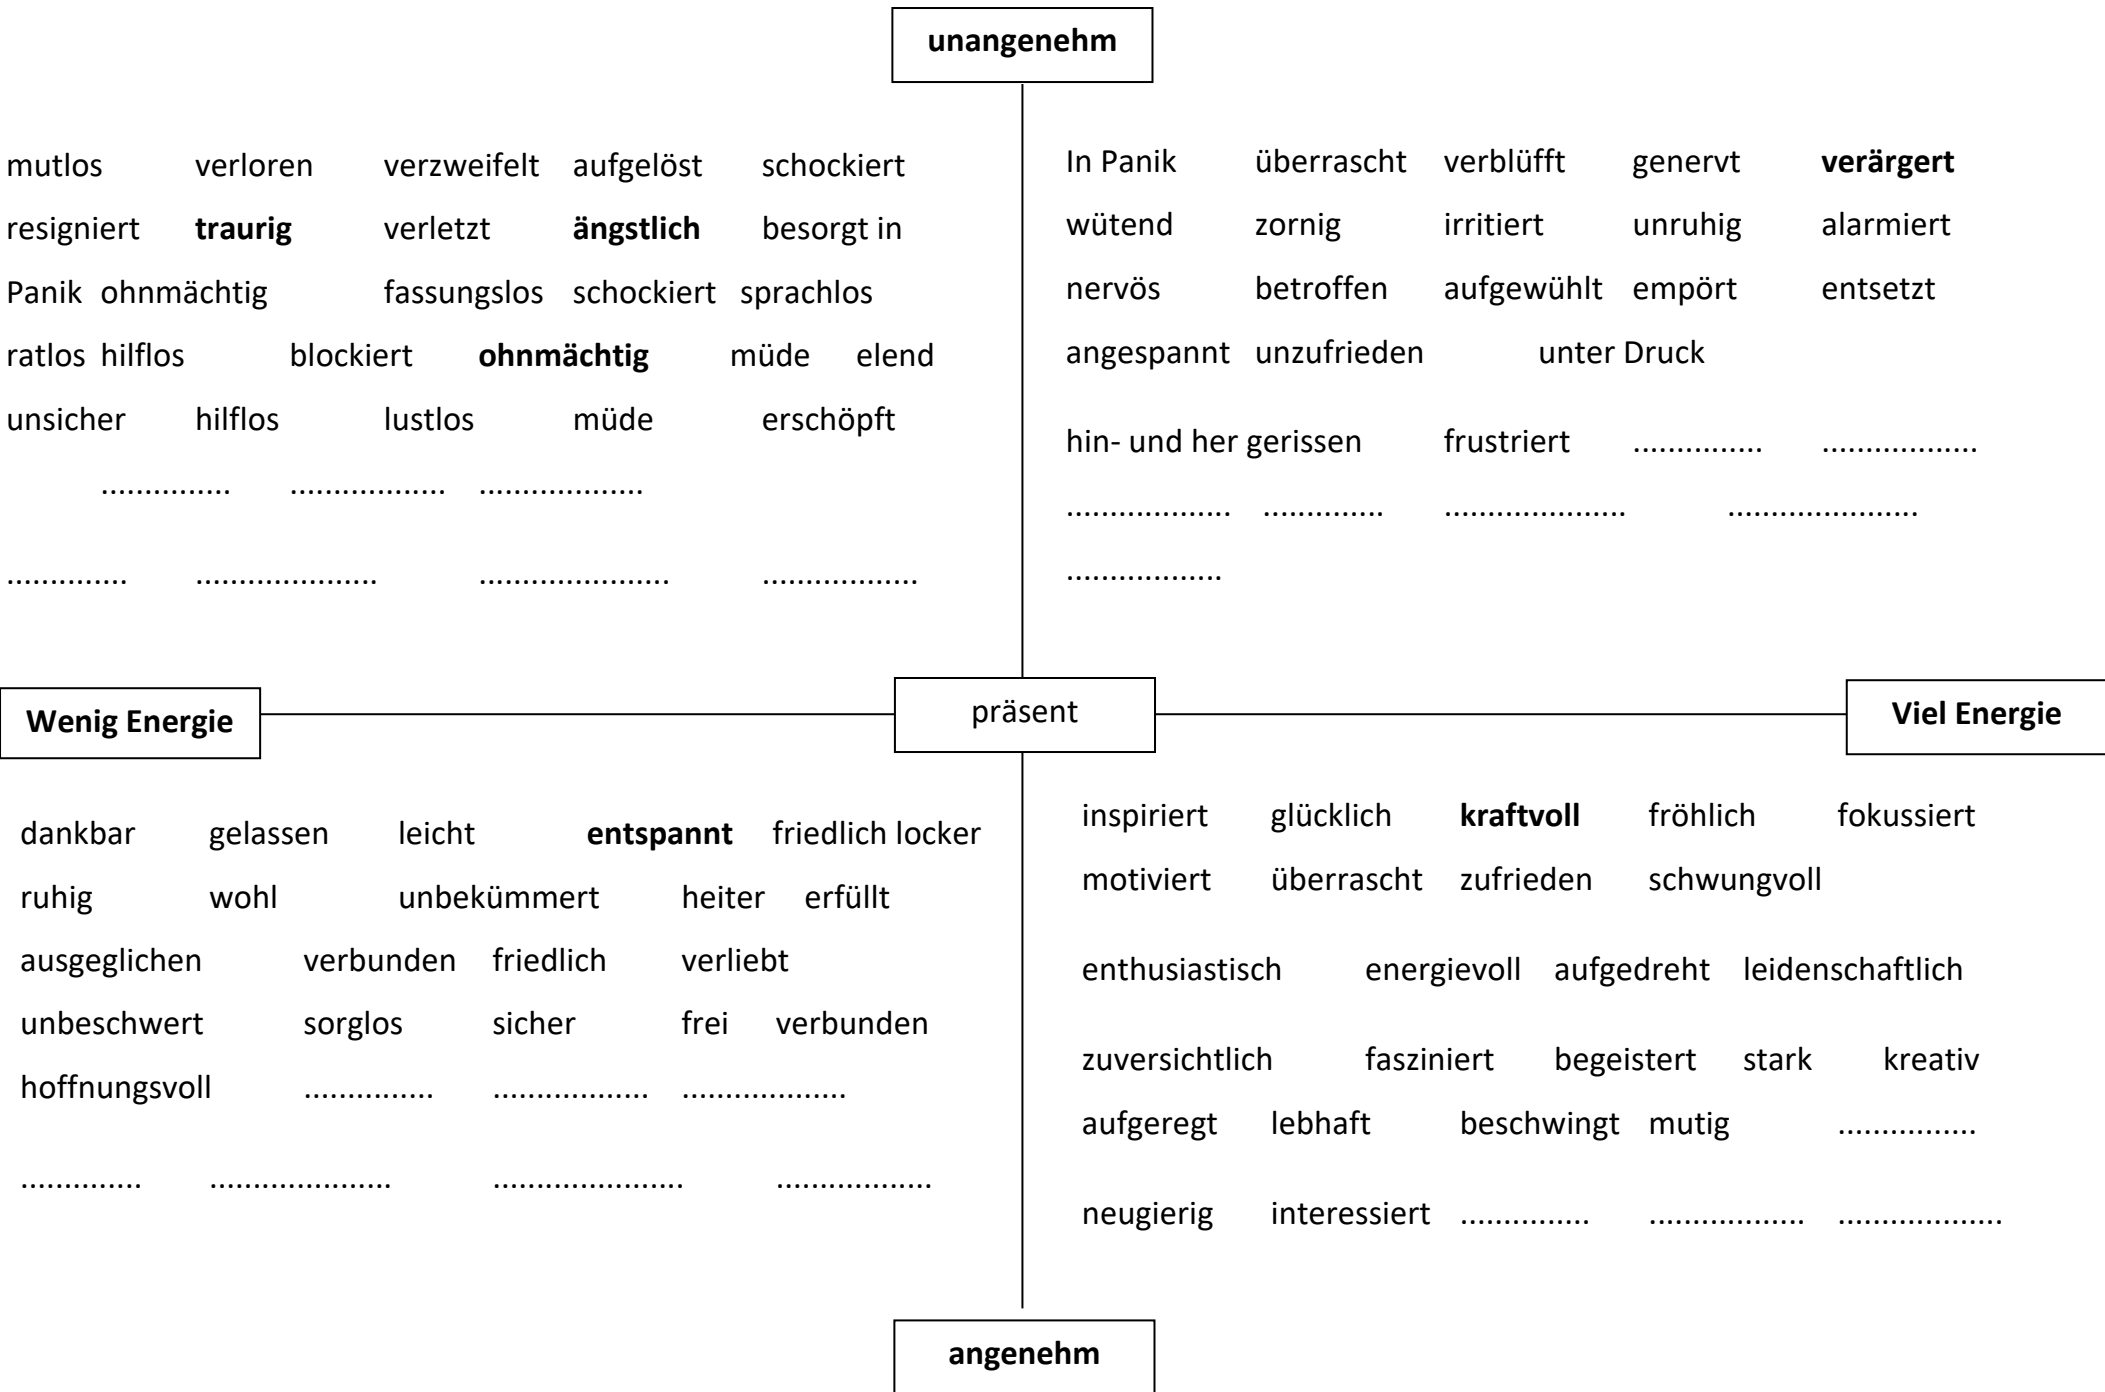 unangenehm
mutlos verloren verzweifelt aufgelöst schockiert
resigniert traurig verletzt ängstlich besorgt in
Panik ohnmächtig fassungslos schockiert sprachlos
ratlos hilflos blockiert ohnmächtig müde elend
unsicher hilflos lustlos müde erschöpft
............... .................. ...................
.............. ..................... ...................... ..................
In Panik überrascht verblüfft genervt verärgert
wütend zornig irritiert unruhig alarmiert
nervös betroffen aufgewühlt empört entsetzt
angespannt unzufrieden unter Druck
hin- und her gerissen frustriert ............... ..................
................... .............. ..................... ......................
..................
Wenig Energie
präsent
Viel Energie
dankbar gelassen leicht entspannt friedlich locker
ruhig wohl unbekümmert heiter erfüllt
ausgeglichen verbunden friedlich verliebt
unbeschwert sorglos sicher frei verbunden
hoffnungsvoll ............... .................. ...................
.............. ..................... ...................... ..................
inspiriert glücklich kraftvoll fröhlich fokussiert
motiviert überrascht zufrieden schwungvoll
enthusiastisch energievoll aufgedreht leidenschaftlich
zuversichtlich fasziniert begeistert stark kreativ
aufgeregt lebhaft beschwingt mutig ................
neugierig interessiert ............... .................. ...................
angenehm